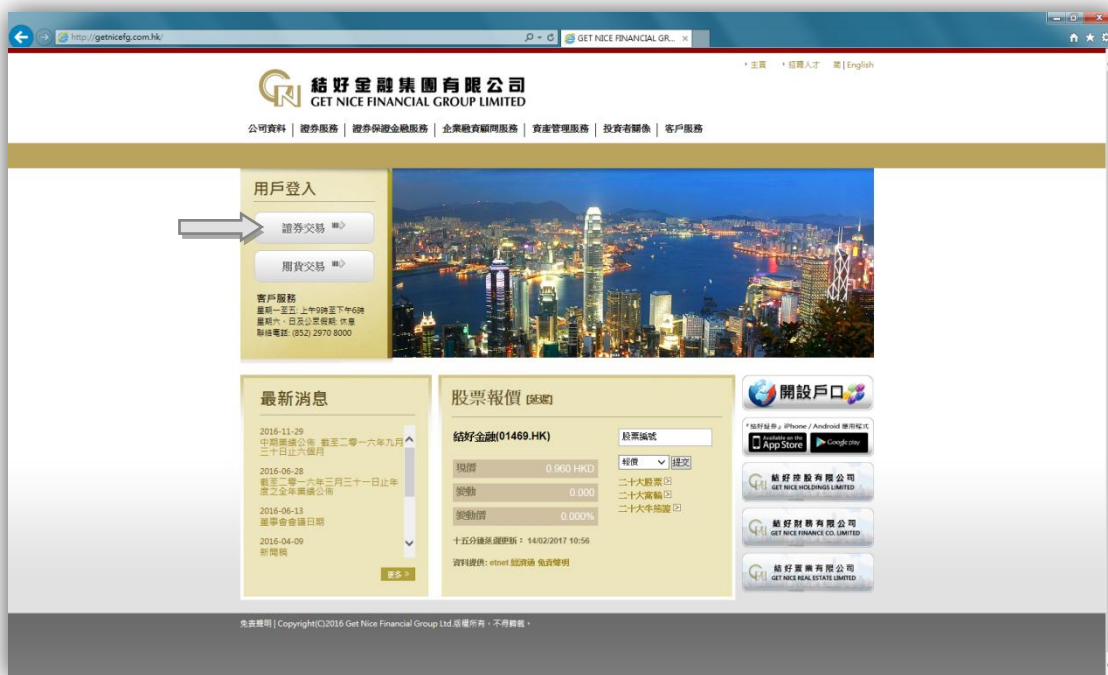 http://getnicefg.com.hk/
GET NICE FINANCIAL GR...
主頁
招聘人才
簡 | English
GNI
結好金融集團有限公司
GET NICE FINANCIAL GROUP LIMITED
公司資料 | 證券服務 | 證券保證金融服務 | 企業融資顧問服務 | 資產管理服務 | 投資者關係 | 客戶服務
用戶登入
證券交易
期貨交易
客戶服務
星期一至五: 上午9時至下午6時
星期六、日及公眾假期: 休息
聯絡電話: (852) 2970 8000
最新消息
2016-11-29
中期業績公佈 截至二零一六年九月三十日止六個月
2016-06-28
截至二零一六年三月三十一日止年度之全年業績公佈
2016-06-13
董事會會議日期
2016-04-09
新聞稿
更多 >
股票報價 [延遲]
結好金融(01469.HK)
現價 0.960 HKD
變動 0.000
變動價 0.000%
十五分鐘延遲更新： 14/02/2017 10:56
資料提供: etnet 經濟通 免責聲明
股票編號
報價
提交
二十大股票
二十大窩輪
二十大牛熊證
開設戶口
「結好証券」iPhone / Android 應用程式
Available on the App Store
Google play
結好控股有限公司
GET NICE HOLDINGS LIMITED
結好財務有限公司
GET NICE FINANCE CO. LIMITED
結好置業有限公司
GET NICE REAL ESTATE LIMITED
免責聲明 | Copyright(C)2016 Get Nice Financial Group Ltd.版權所有，不得轉載。